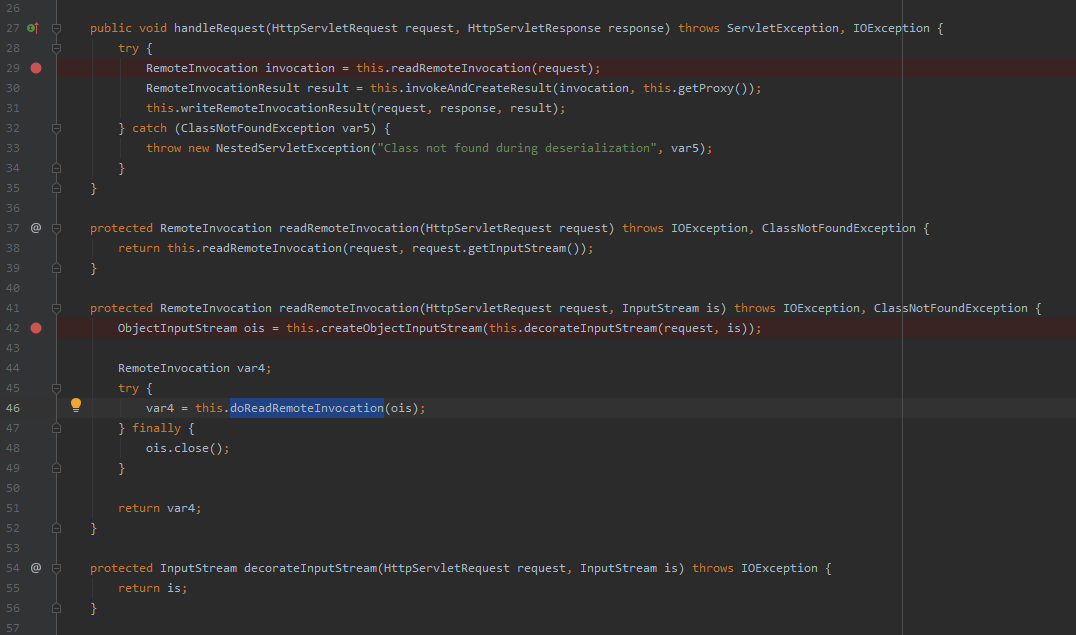 26
27 public void handleRequest(HttpServletRequest request, HttpServletResponse response) throws ServletException, IOException {
28 try {
29 RemoteInvocation invocation = this.readRemoteInvocation(request);
30 RemoteInvocationResult result = this.invokeAndCreateResult(invocation, this.getProxy());
31 this.writeRemoteInvocationResult(request, response, result);
32 } catch (ClassNotFoundException var5) {
33 throw new NestedServletException("Class not found during deserialization", var5);
34 }
35 }
36
37 @ protected RemoteInvocation readRemoteInvocation(HttpServletRequest request) throws IOException, ClassNotFoundException {
38 return this.readRemoteInvocation(request, request.getInputStream());
39 }
40
41 protected RemoteInvocation readRemoteInvocation(HttpServletRequest request, InputStream is) throws IOException, ClassNotFoundException {
42 ObjectInputStream ois = this.createObjectInputStream(this.decorateInputStream(request, is));
43
44 RemoteInvocation var4;
45 try {
46 var4 = this.doReadRemoteInvocation(ois);
47 } finally {
48 ois.close();
49 }
50
51 return var4;
52 }
53
54 @ protected InputStream decorateInputStream(HttpServletRequest request, InputStream is) throws IOException {
55 return is;
56 }
57